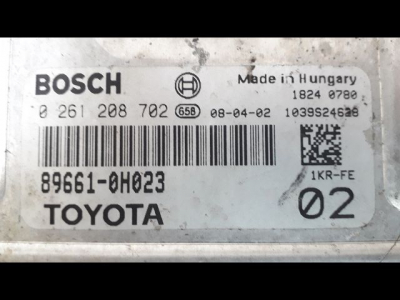 BOSCH
Made in Hungary
1824 0780
0 261 208 702 658 08-04-02 1039S24638
89661-0H023
1KR-FE
TOYOTA 02